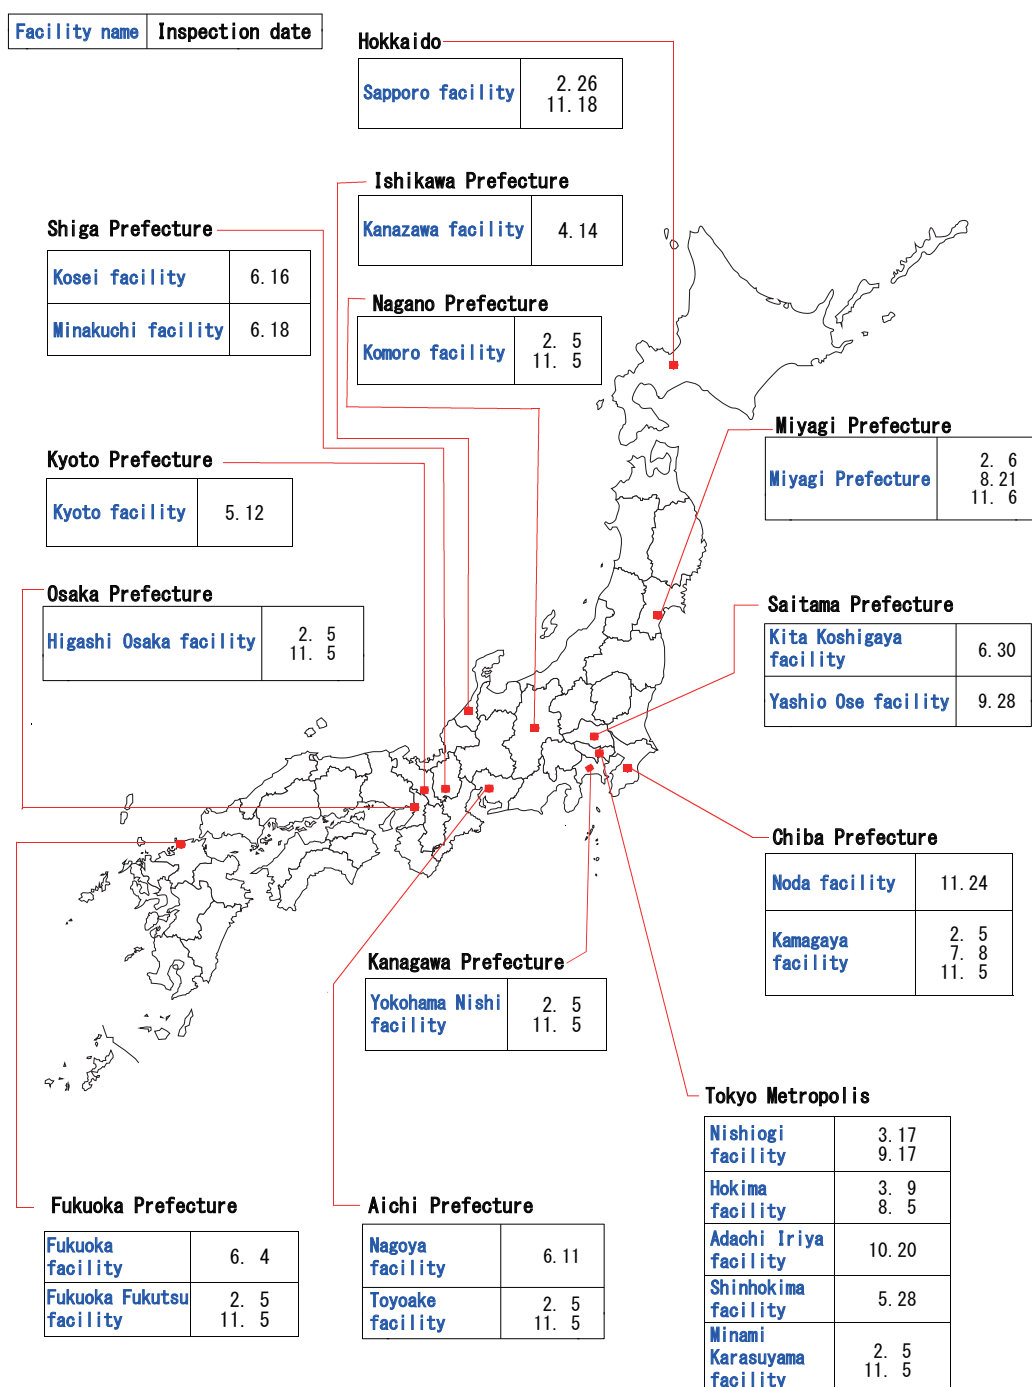 Facility name Inspection date
Hokkaido
Sapporo facility 2. 26
11. 18
Ishikawa Prefecture
Kanazawa facility 4. 14
Shiga Prefecture
Kosei facility 6. 16
Minakuchi facility 6. 18
Nagano Prefecture
Komoro facility 2. 5
11. 5
Miyagi Prefecture
Miyagi Prefecture 2. 6
8. 21
11. 6
Kyoto Prefecture
Kyoto facility 5. 12
Osaka Prefecture
Higashi Osaka facility 2. 5
11. 5
Saitama Prefecture
Kita Koshigaya
facility 6. 30
Yashio Ose facility 9. 28
Chiba Prefecture
Noda facility 11. 24
Kamagaya
facility 2. 5
7. 8
11. 5
Kanagawa Prefecture
Yokohama Nishi
facility 2. 5
11. 5
Tokyo Metropolis
Nishiogi
facility 3. 17
9. 17
Hokima
facility 3. 9
8. 5
Adachi Iriya
facility 10. 20
Shinhokima
facility 5. 28
Minami
Karasuyama
facility 2. 5
11. 5
Fukuoka Prefecture
Fukuoka
facility 6. 4
Fukuoka Fukutsu
facility 2. 5
11. 5
Aichi Prefecture
Nagoya
facility 6. 11
Toyoake
facility 2. 5
11. 5